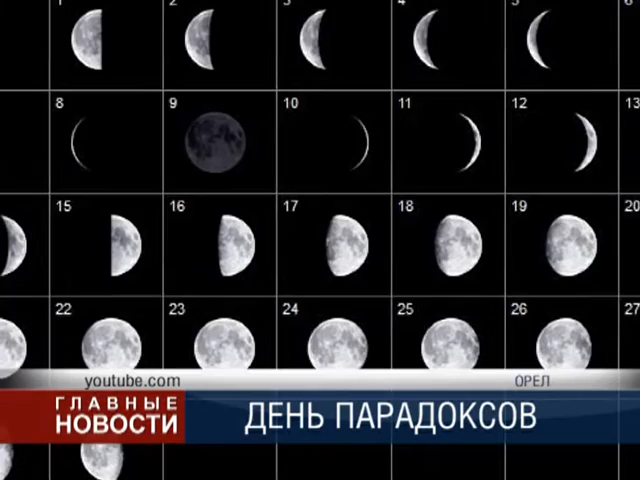 1 2 3 4 5 6
8 9 10 11 12 13
15 16 17 18 19 20
22 23 24 25 26 27
youtube.com ОРЕЛ
ГЛАВНЫЕ
НОВОСТИ
ДЕНЬ ПАРАДОКСОВ